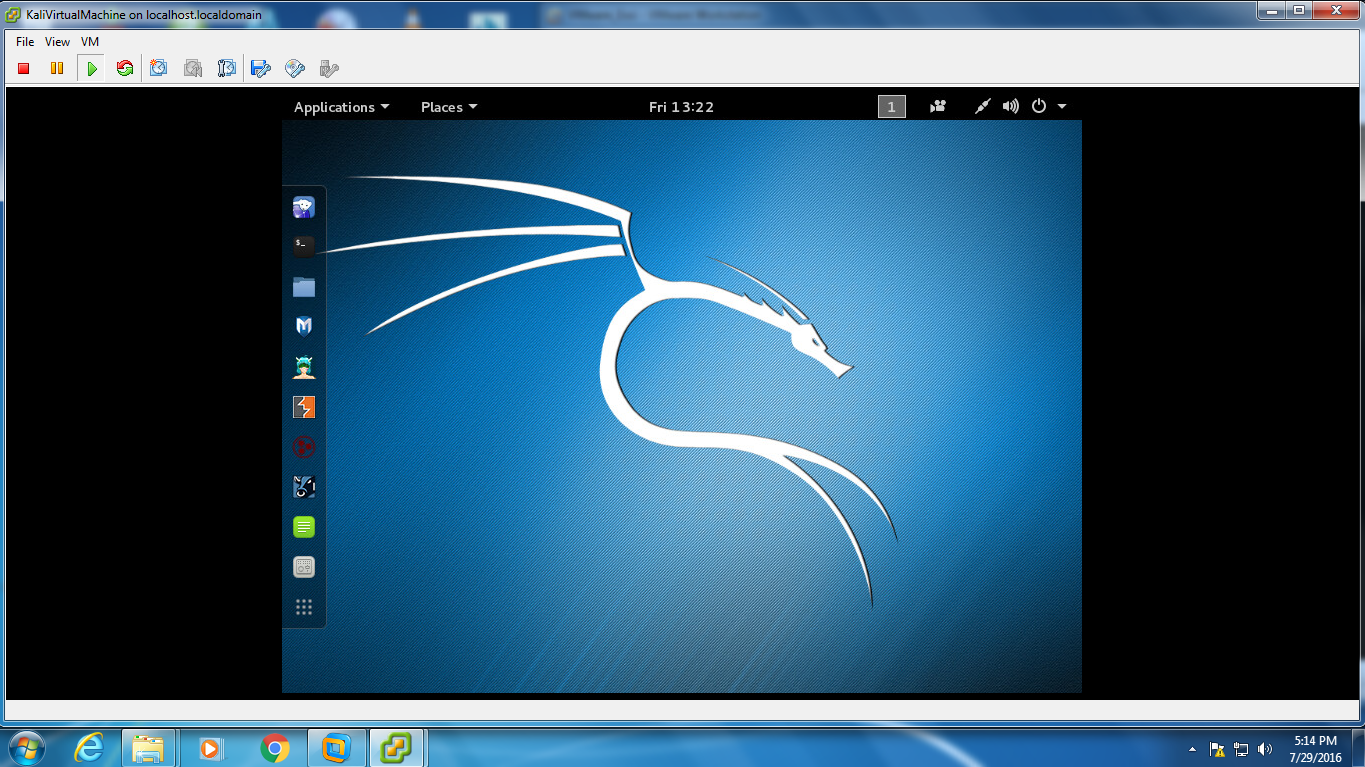 KaliVirtualMachine on localhost.localdomain
File View VM
Applications Places Fri 13:22 1
$_
5:14 PM
7/29/2016